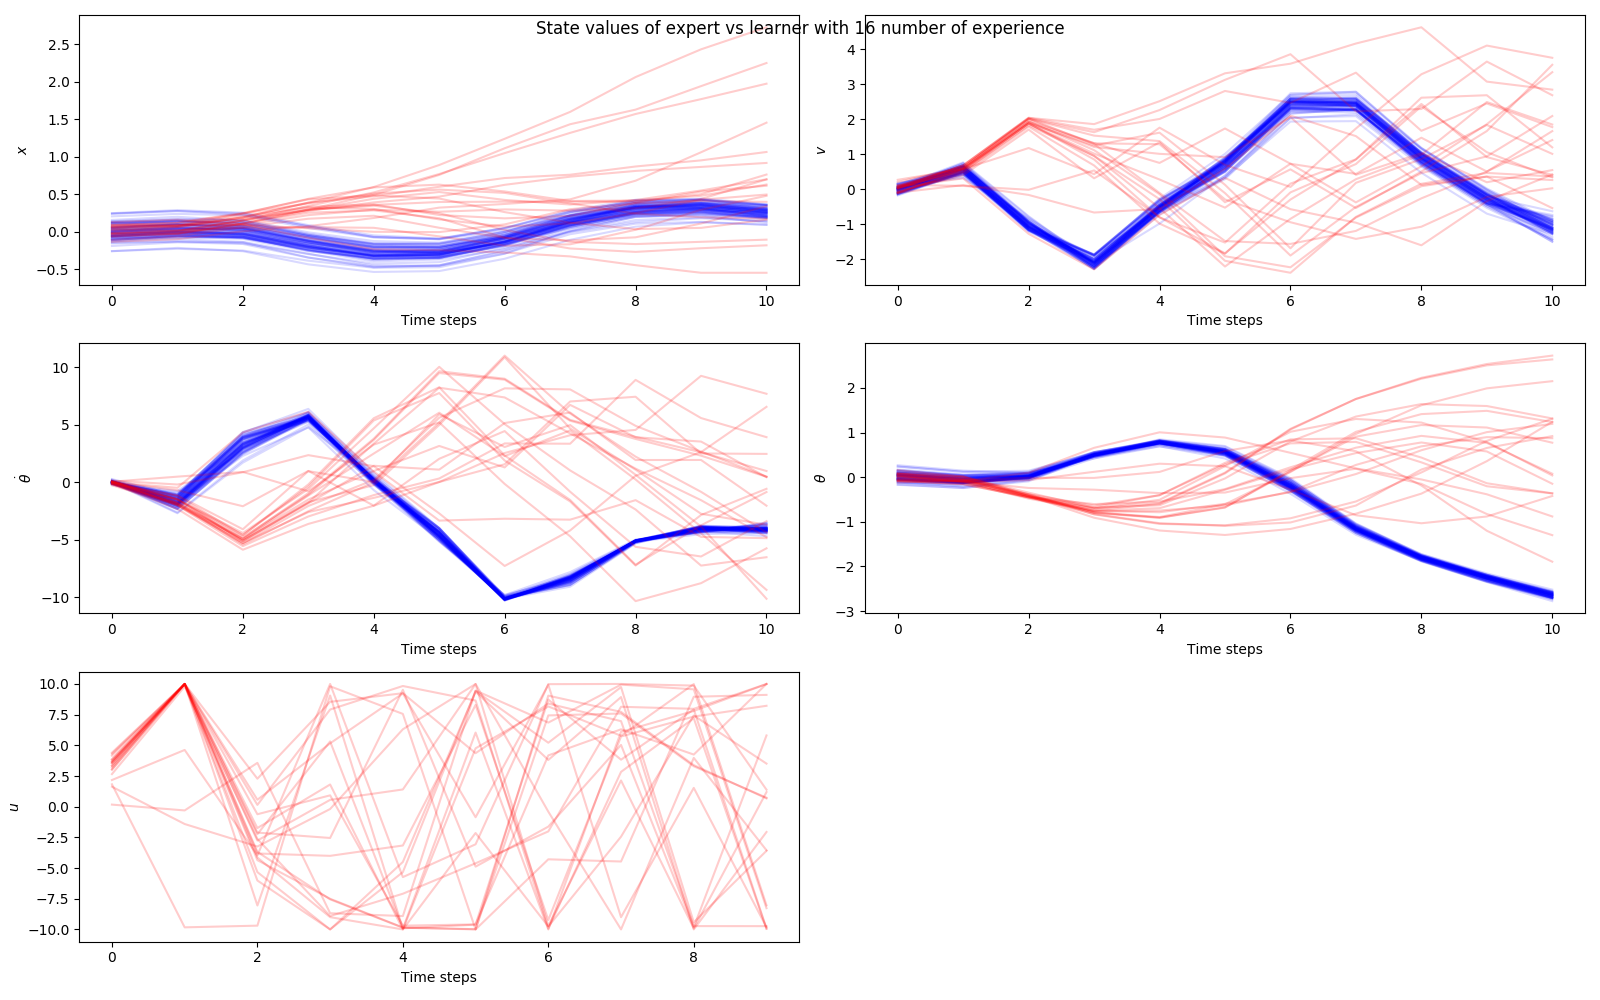 State values of expert vs learner with 16 number of experience
x
2.5
2.0
1.5
1.0
0.5
0.0
−0.5
0 2 4 6 8 10
Time steps
v
4
3
2
1
0
−1
−2
0 2 4 6 8 10
Time steps
θ̇
10
5
0
−5
−10
0 2 4 6 8 10
Time steps
θ
2
1
0
−1
−2
−3
0 2 4 6 8 10
Time steps
u
10.0
7.5
5.0
2.5
0.0
−2.5
−5.0
−7.5
−10.0
0 2 4 6 8
Time steps